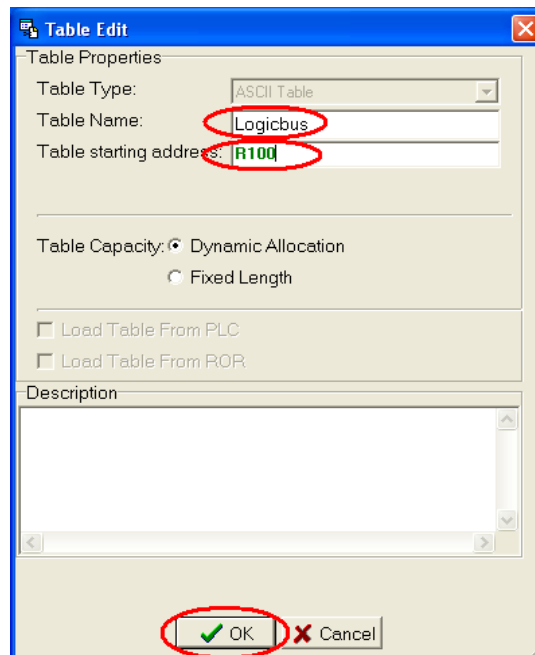 Table Edit
Table Properties
Table Type: ASCII Table
Table Name: Logicbus
Table starting address: R100
Table Capacity: Dynamic Allocation
Fixed Length
Load Table From PLC
Load Table From ROR
Description
OK Cancel